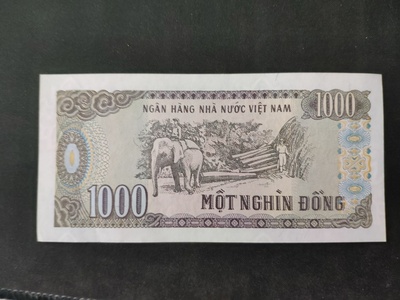 NGÂN HÀNG NHÀ NƯỚC VIỆT NAM
1000
1000
MỘT NGHÌN ĐỒNG